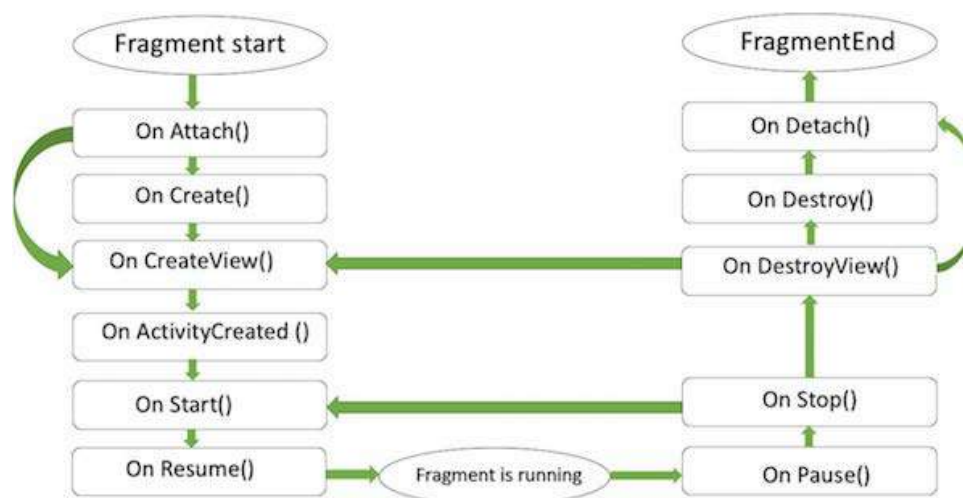 Fragment start
On Attach()
On Create()
On CreateView()
On ActivityCreated ()
On Start()
On Resume()
Fragment is running
On Pause()
On Stop()
On DestroyView()
On Destroy()
On Detach()
FragmentEnd